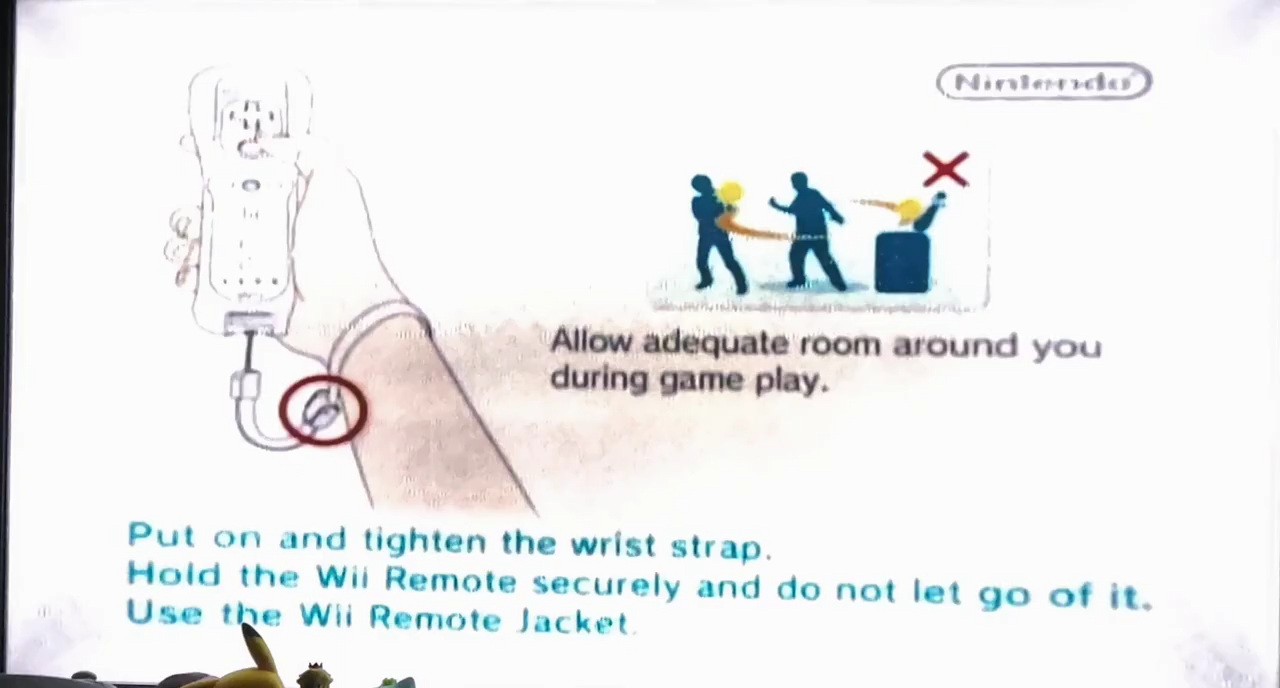 Nintendo
Allow adequate room around you
during game play.
Put on and tighten the wrist strap.
Hold the Wii Remote securely and do not let go of it.
Use the Wii Remote Jacket.